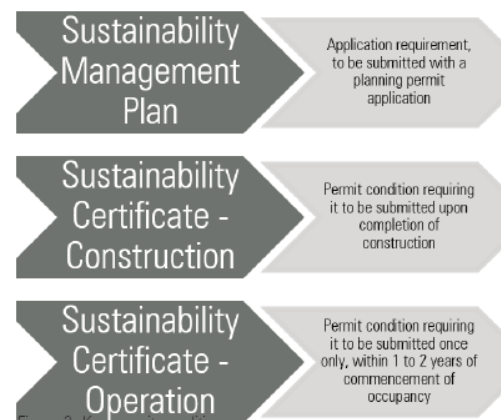 Sustainability
Management
Plan
Application requirement,
to be submitted with a
planning permit
application
Sustainability
Certificate -
Construction
Permit condition requiring
it to be submitted upon
completion of
construction
Sustainability
Certificate -
Operation
Permit condition requiring
it to be submitted once
only, within 1 to 2 years of
commencement of
occupancy